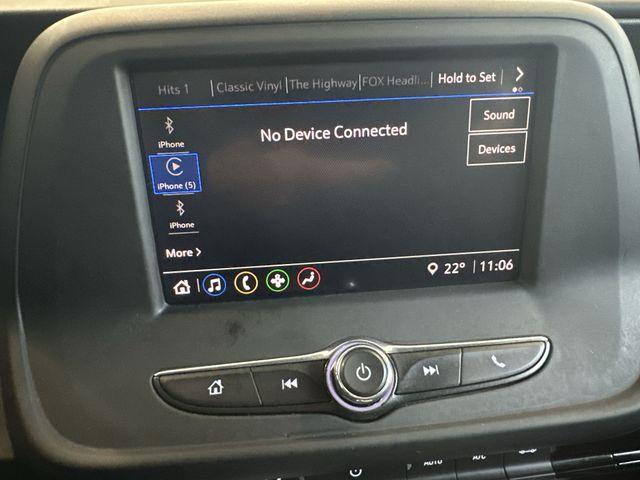 Hits 1 Classic Vinyl The Highway FOX Headli... Hold to Set
No Device Connected
Sound
Devices
iPhone
iPhone (5)
iPhone
More
22° 11:06
AUTO A/C